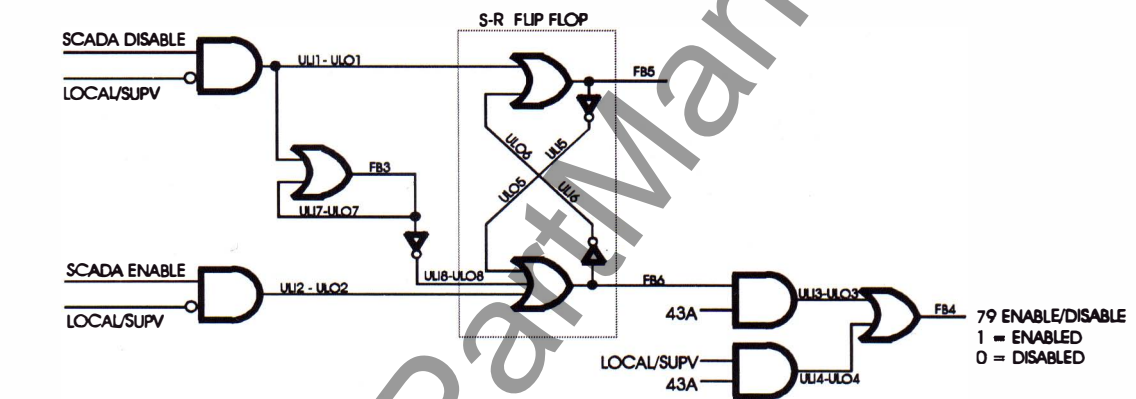 S-R FLIP FLOP
SCADA DISABLE
LOCAL/SUPV
ULI1- ULO1
FB5
ULO6
ULI5
FB3
ULI7-ULO7
ULO5
ULI6
SCADA ENABLE
LOCAL/SUPV
ULI2 - ULO2
ULI8-ULO8
FB6
43A
ULI3-ULO3
FB4
79 ENABLE/DISABLE
1 = ENABLED
0 = DISABLED
LOCAL/SUPV
43A
ULI4-ULO4
PartMan